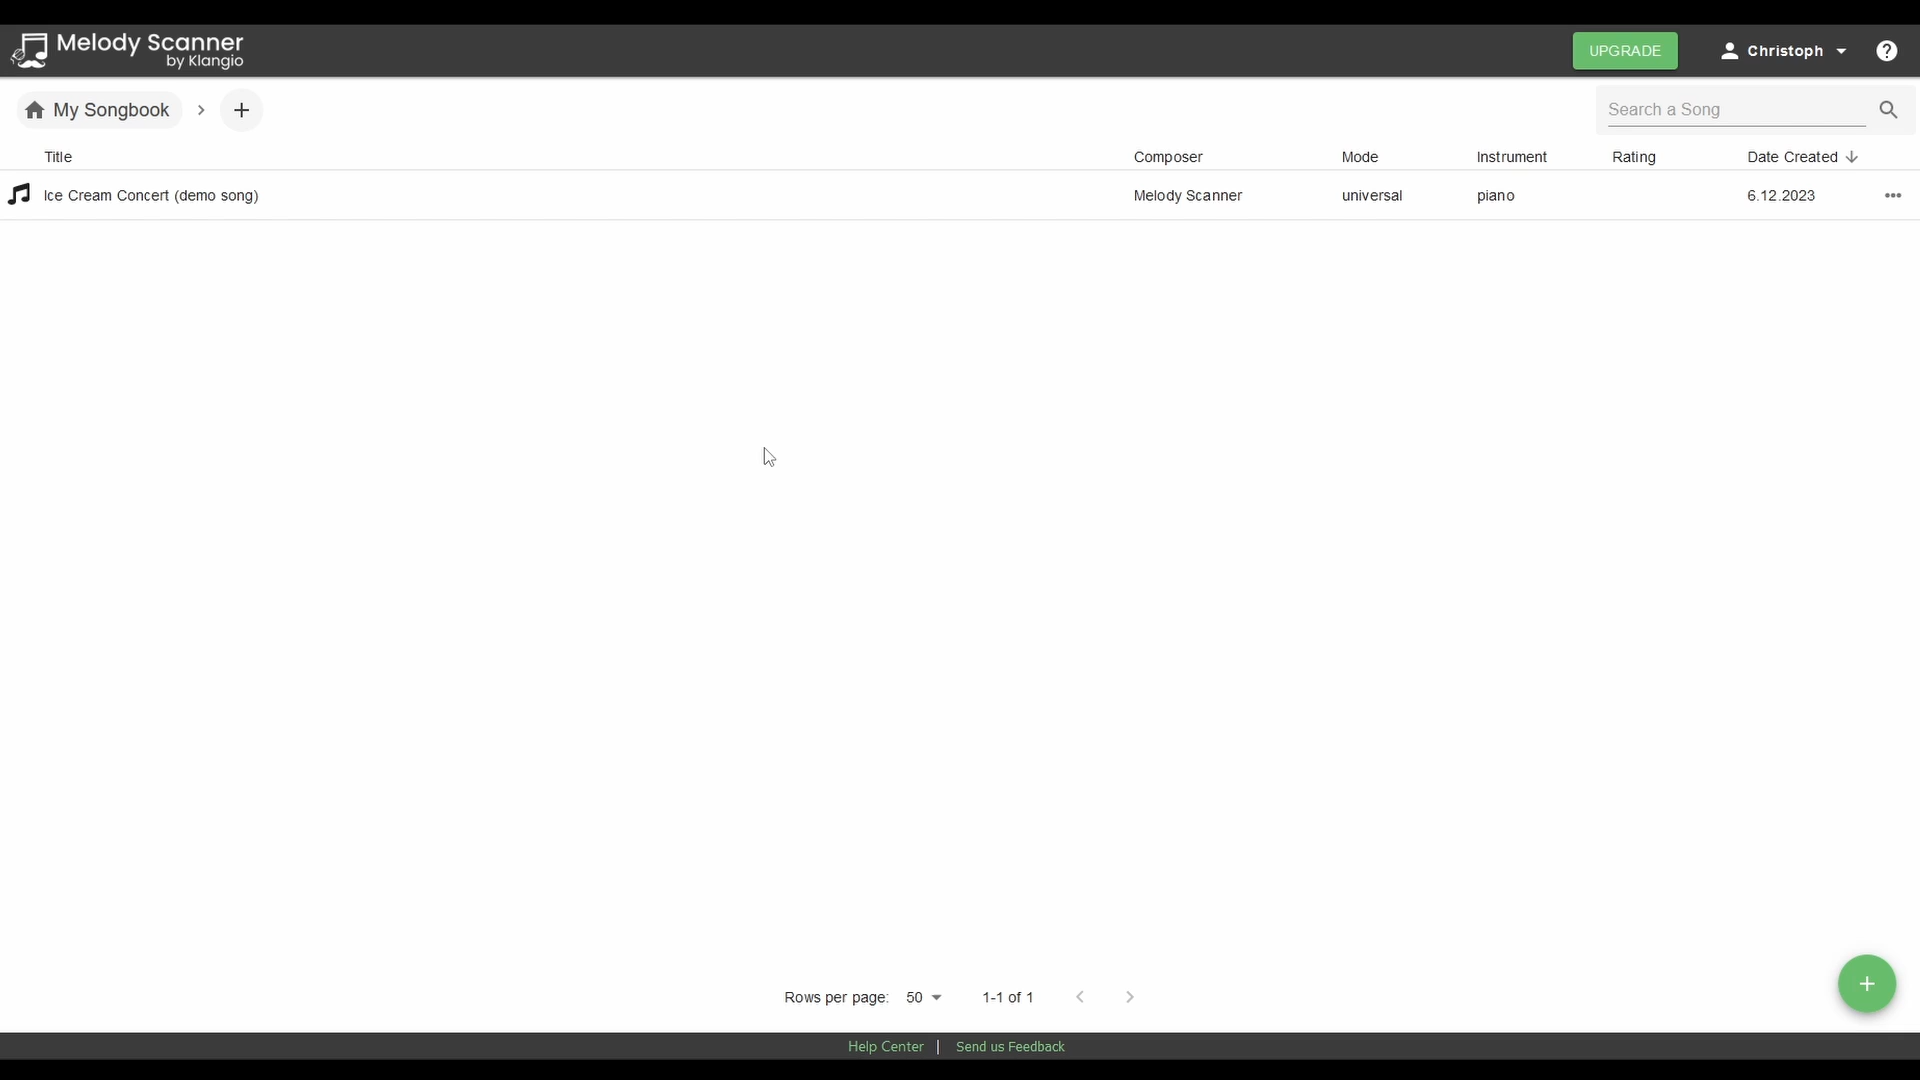 Melody Scanner
by Klangio
UPGRADE
Christoph
My Songbook
Search a Song
Title Composer Mode Instrument Rating Date Created
Ice Cream Concert (demo song) Melody Scanner universal piano 6.12.2023
Rows per page: 50 1-1 of 1
Help Center | Send us Feedback